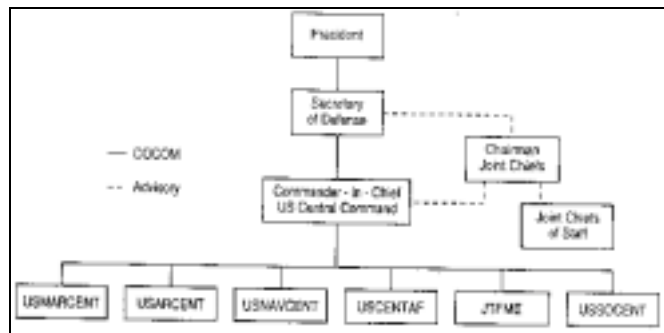 President
Secretary
of Defense
COCOM
Advisory
Chairman
Joint Chiefs
Commander - In - Chief
US Central Command
Joint Chiefs
of Staff
USMARCENT
USARCENT
USNAVCENT
USCENTAF
JTFME
USSOCENT